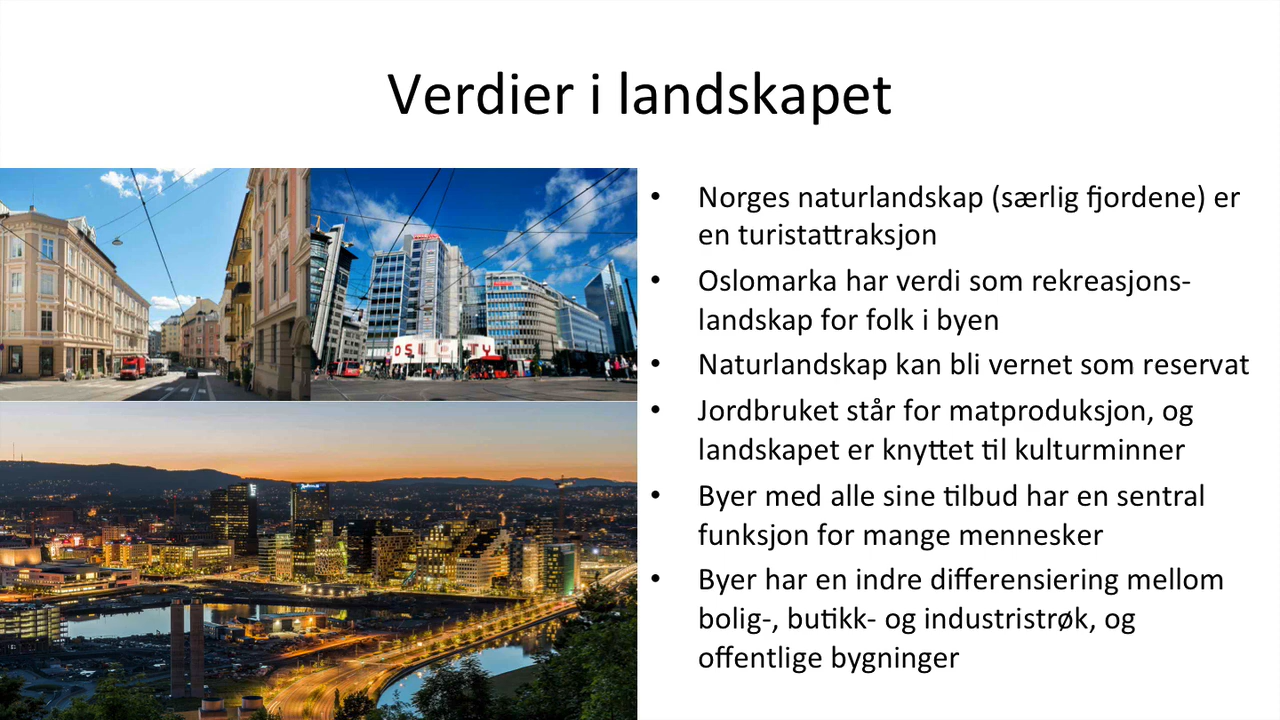 Verdier i landskapet
OSLO CITY
• Norges naturlandskap (særlig fjordene) er
en turistattraksjon
• Oslomarka har verdi som rekreasjons-
landskap for folk i byen
• Naturlandskap kan bli vernet som reservat
• Jordbruket står for matproduksjon, og
landskapet er knyttet til kulturminner
• Byer med alle sine tilbud har en sentral
funksjon for mange mennesker
• Byer har en indre differensiering mellom
bolig-, butikk- og industristrøk, og
offentlige bygninger